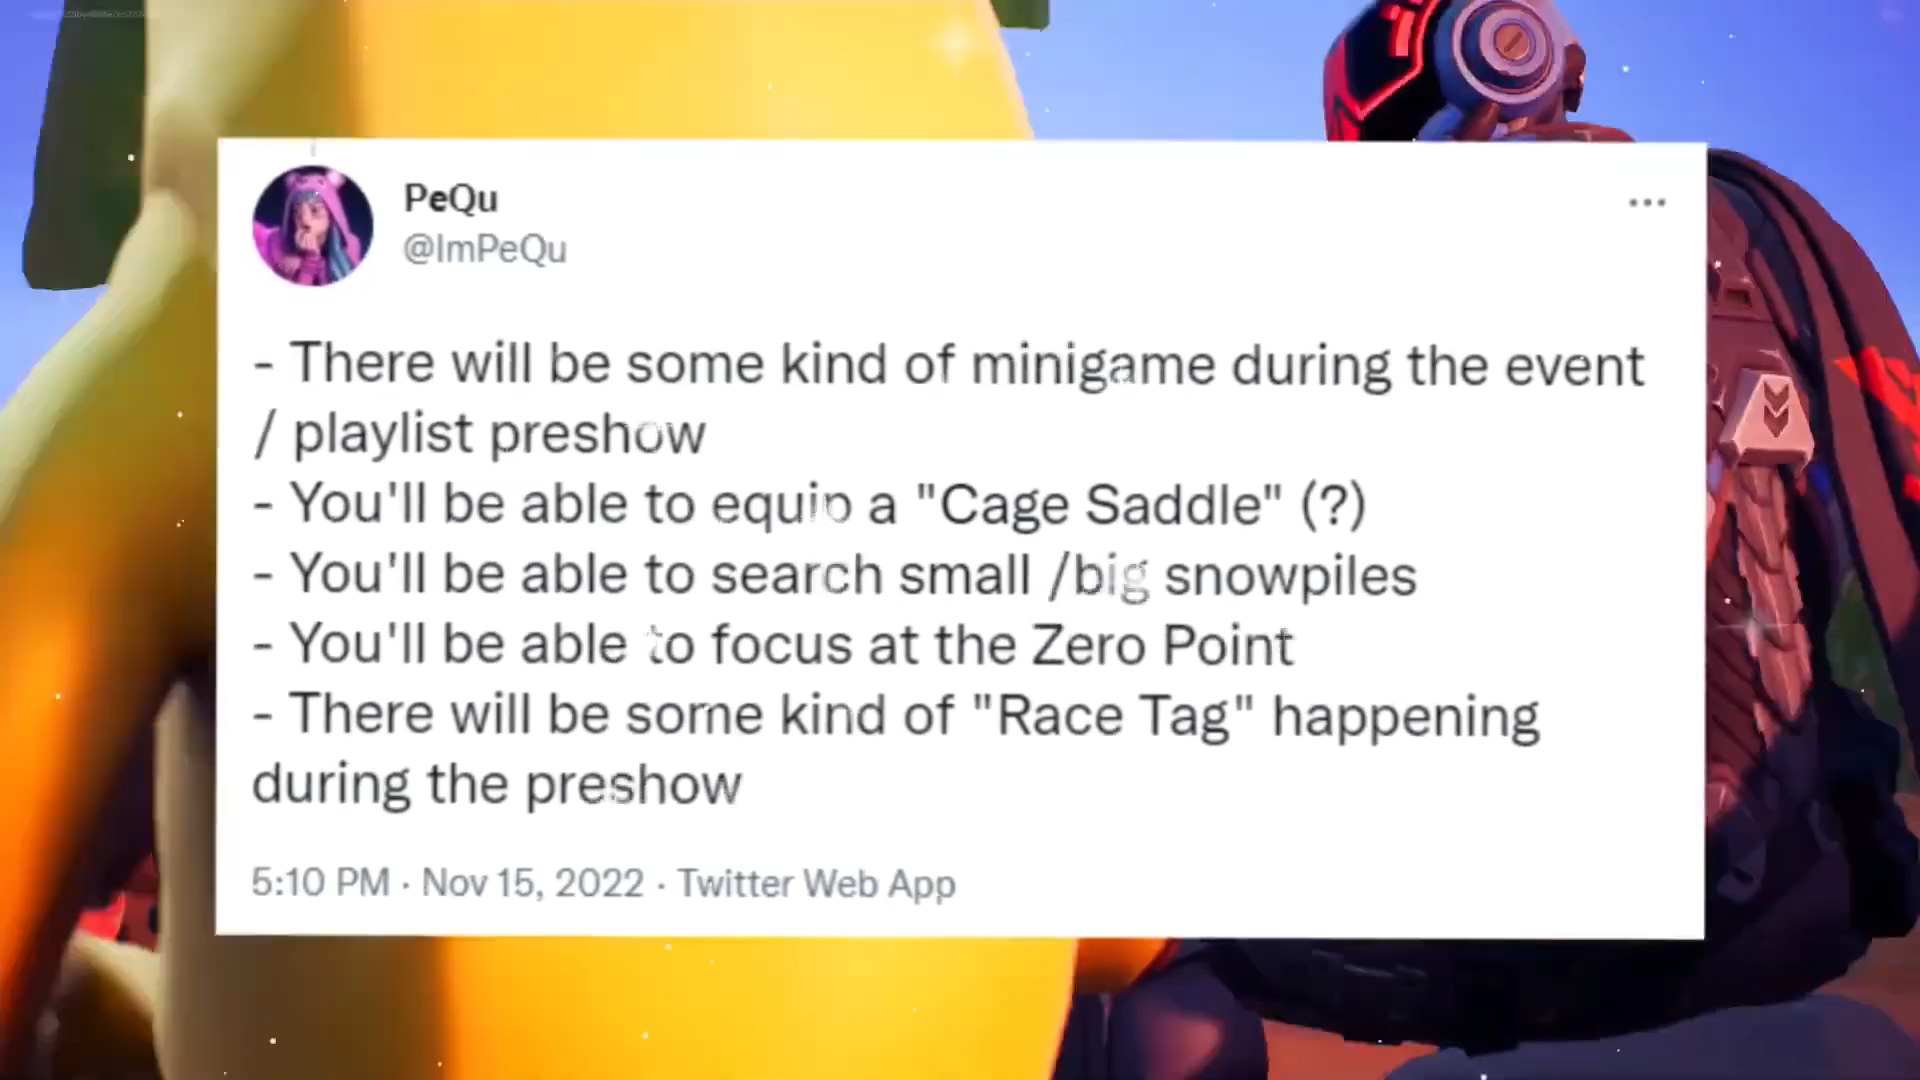 PeQu
@ImPeQu
- There will be some kind of minigame during the event
/ playlist preshow
- You'll be able to equip a "Cage Saddle" (?)
- You'll be able to search small /big snowpiles
- You'll be able to focus at the Zero Point
- There will be some kind of "Race Tag" happening
during the preshow
5:10 PM · Nov 15, 2022 · Twitter Web App